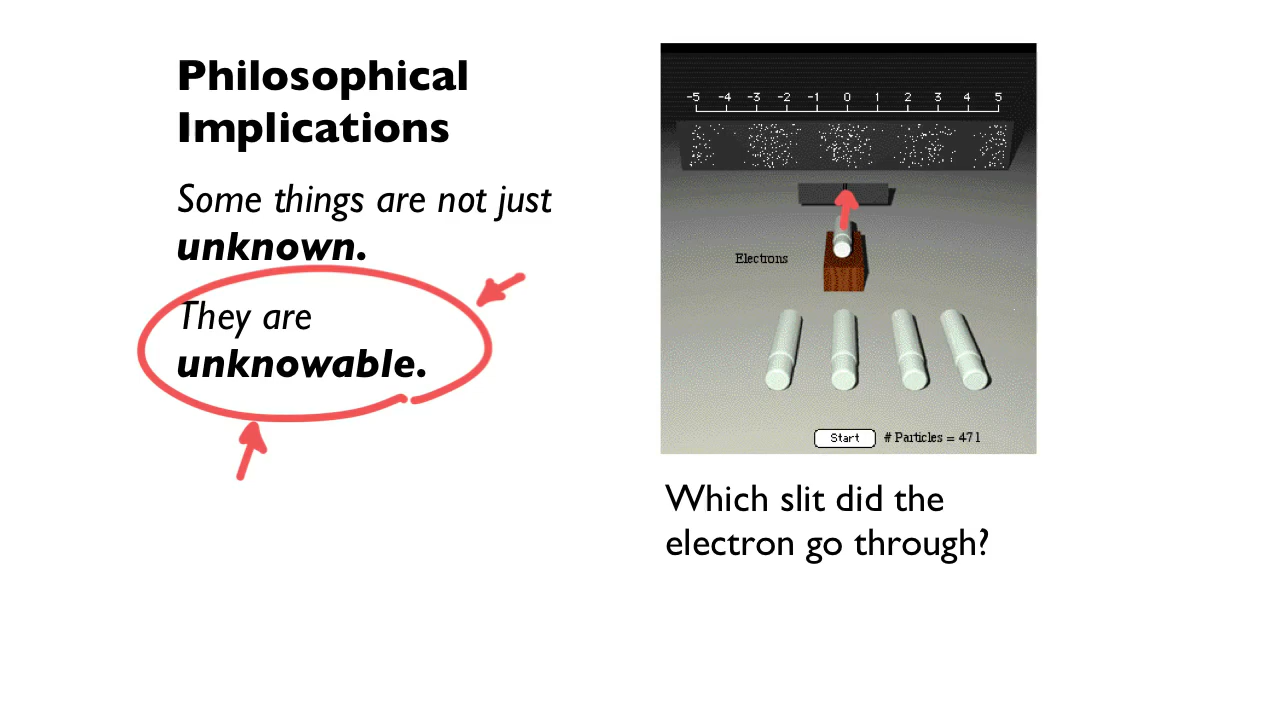 Philosophical
Implications
Some things are not just
unknown.
They are
unknowable.
-5 -4 -3 -2 -1 0 1 2 3 4 5
Electrons
Start # Particles = 471
Which slit did the
electron go through?